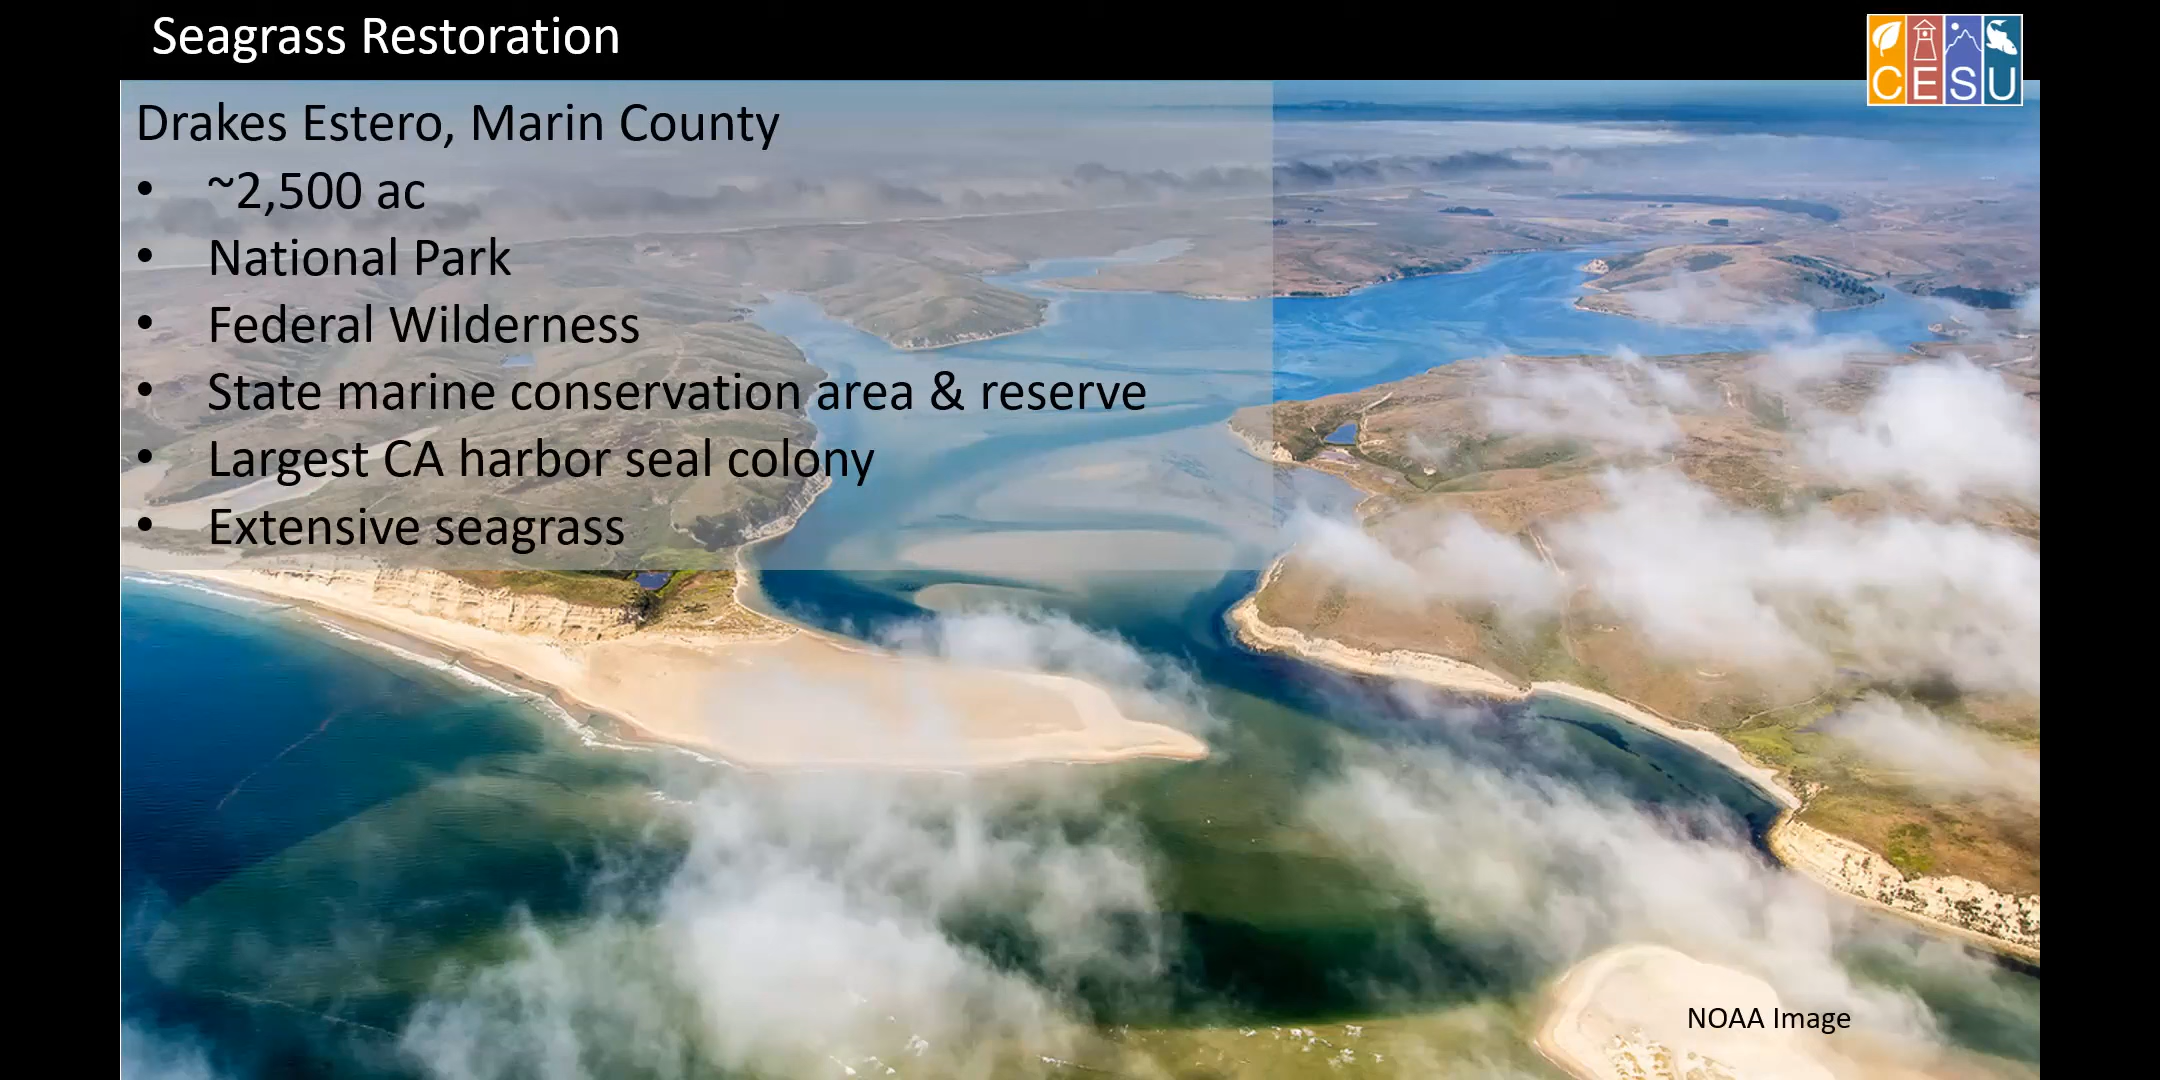 Seagrass Restoration
CESU
Drakes Estero, Marin County
• ~2,500 ac
• National Park
• Federal Wilderness
• State marine conservation area & reserve
• Largest CA harbor seal colony
• Extensive seagrass
NOAA Image